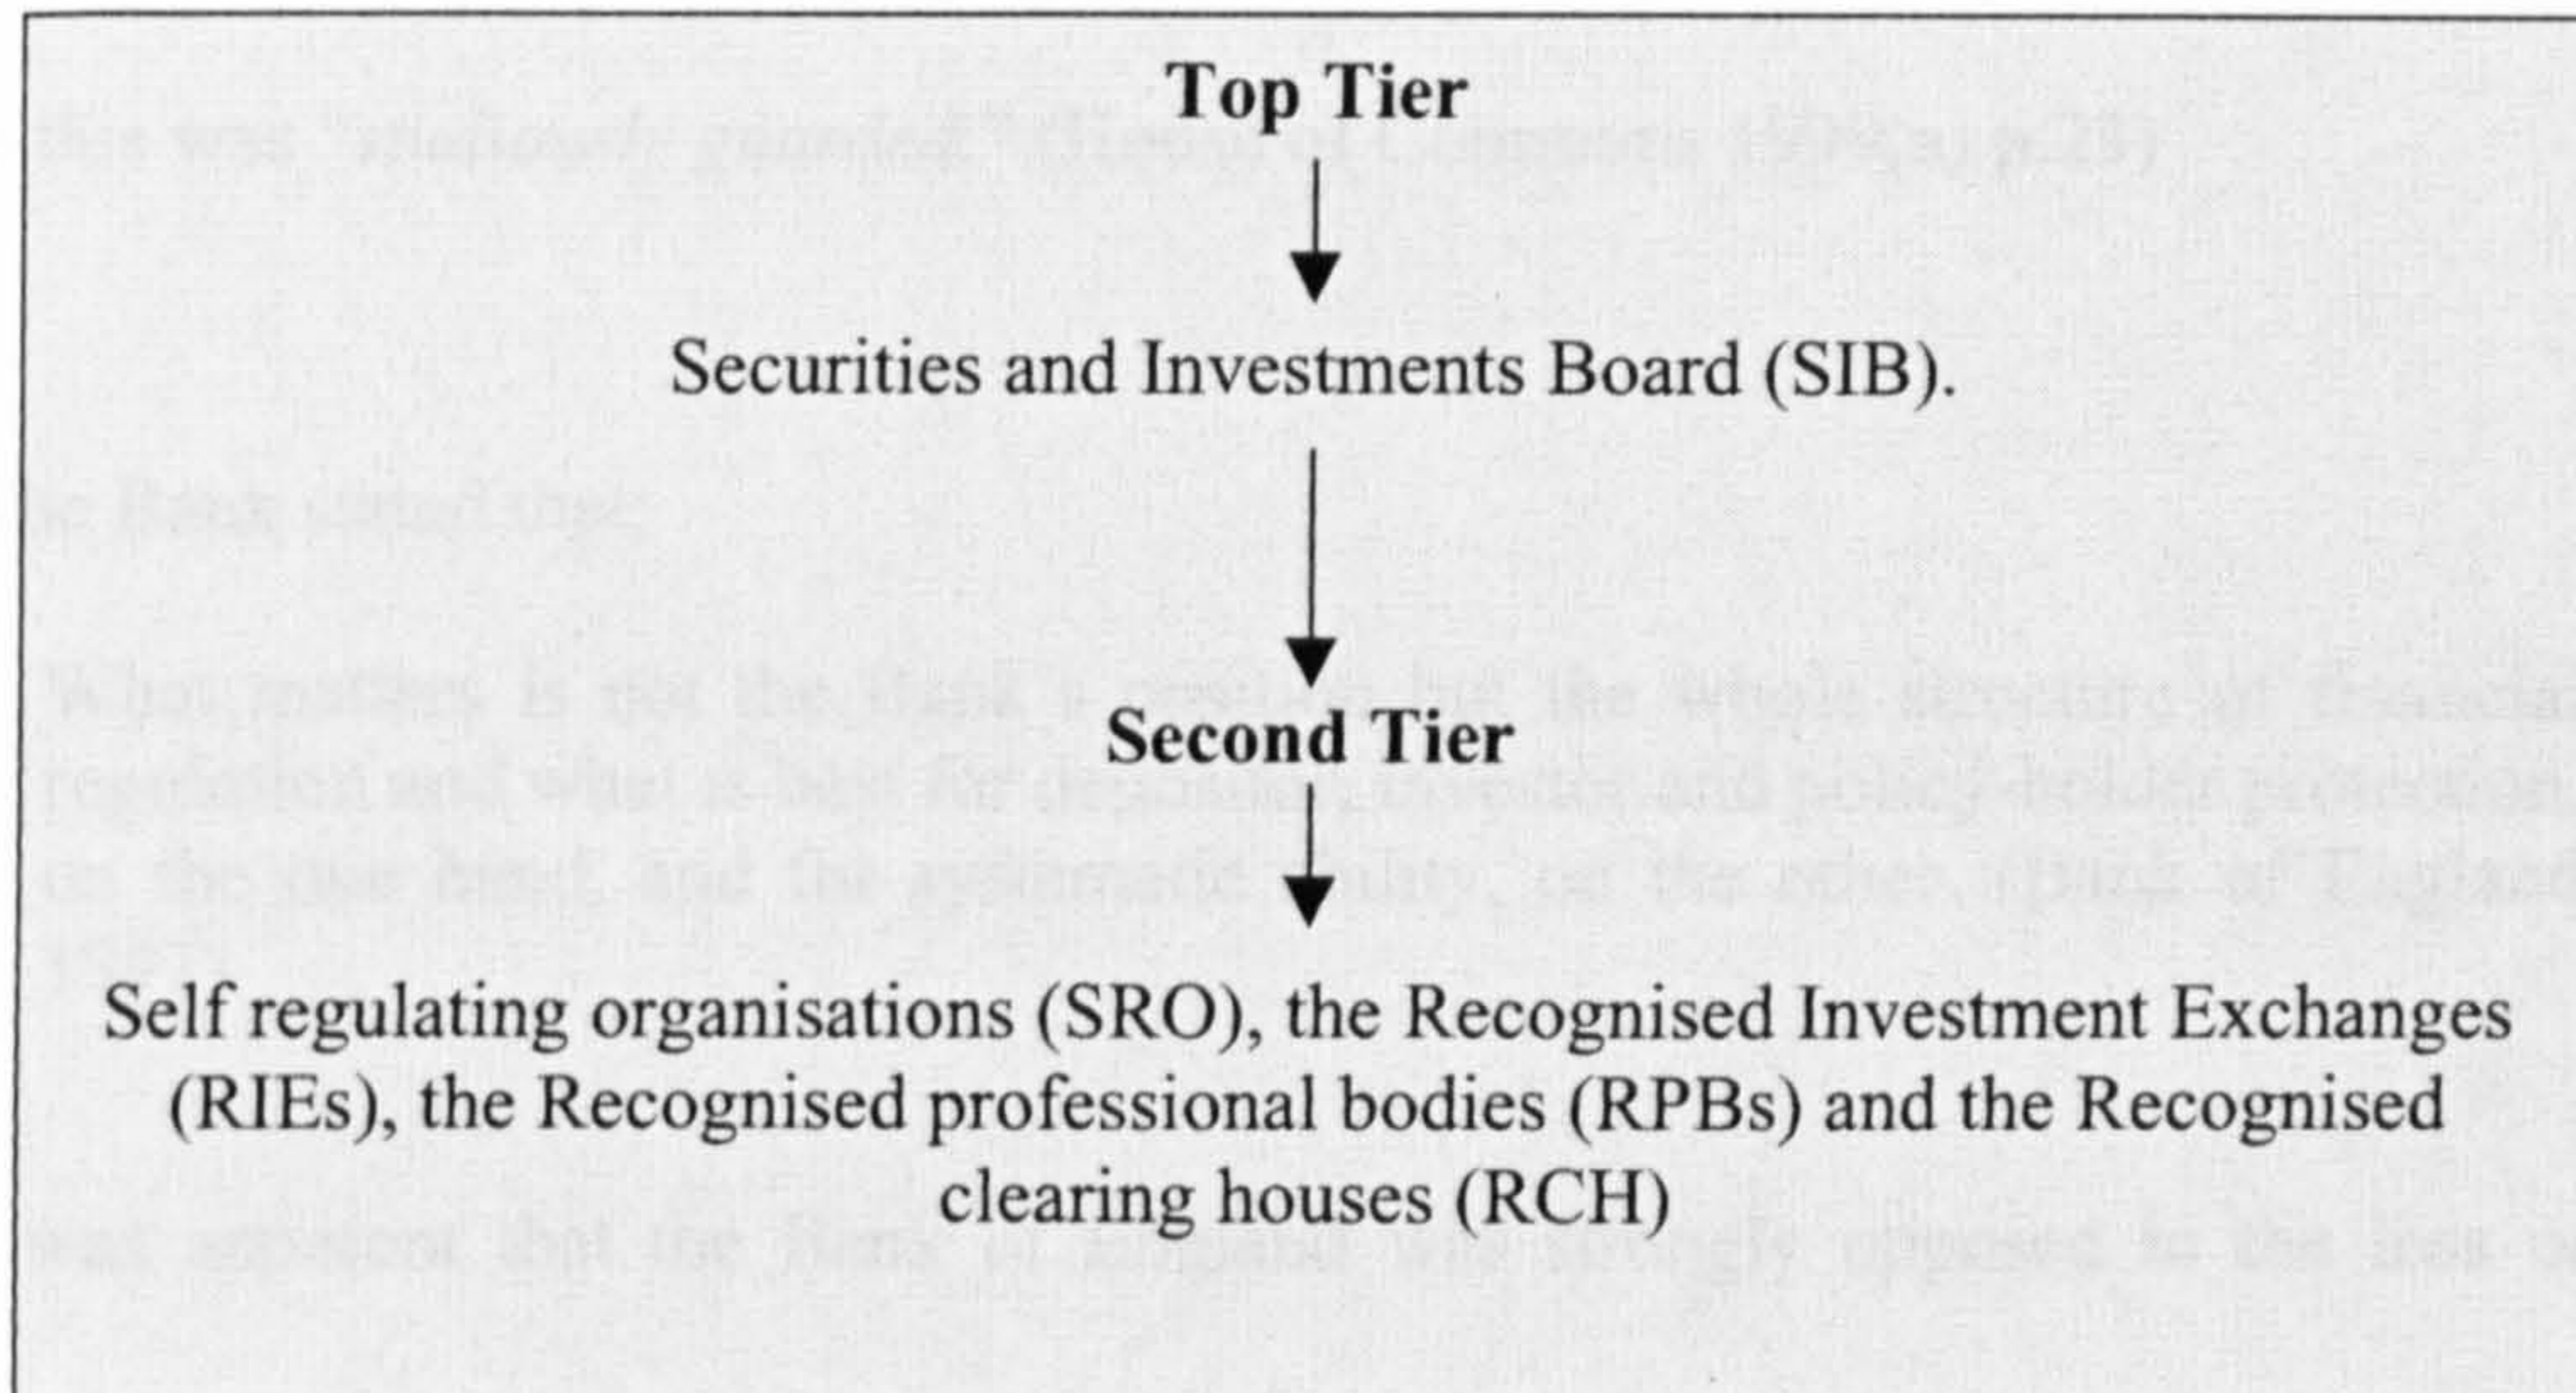 Top Tier
Securities and Investments Board (SIB).
Second Tier
Self regulating organisations (SRO), the Recognised Investment Exchanges
(RIEs), the Recognised professional bodies (RPBs) and the Recognised
clearing houses (RCH)